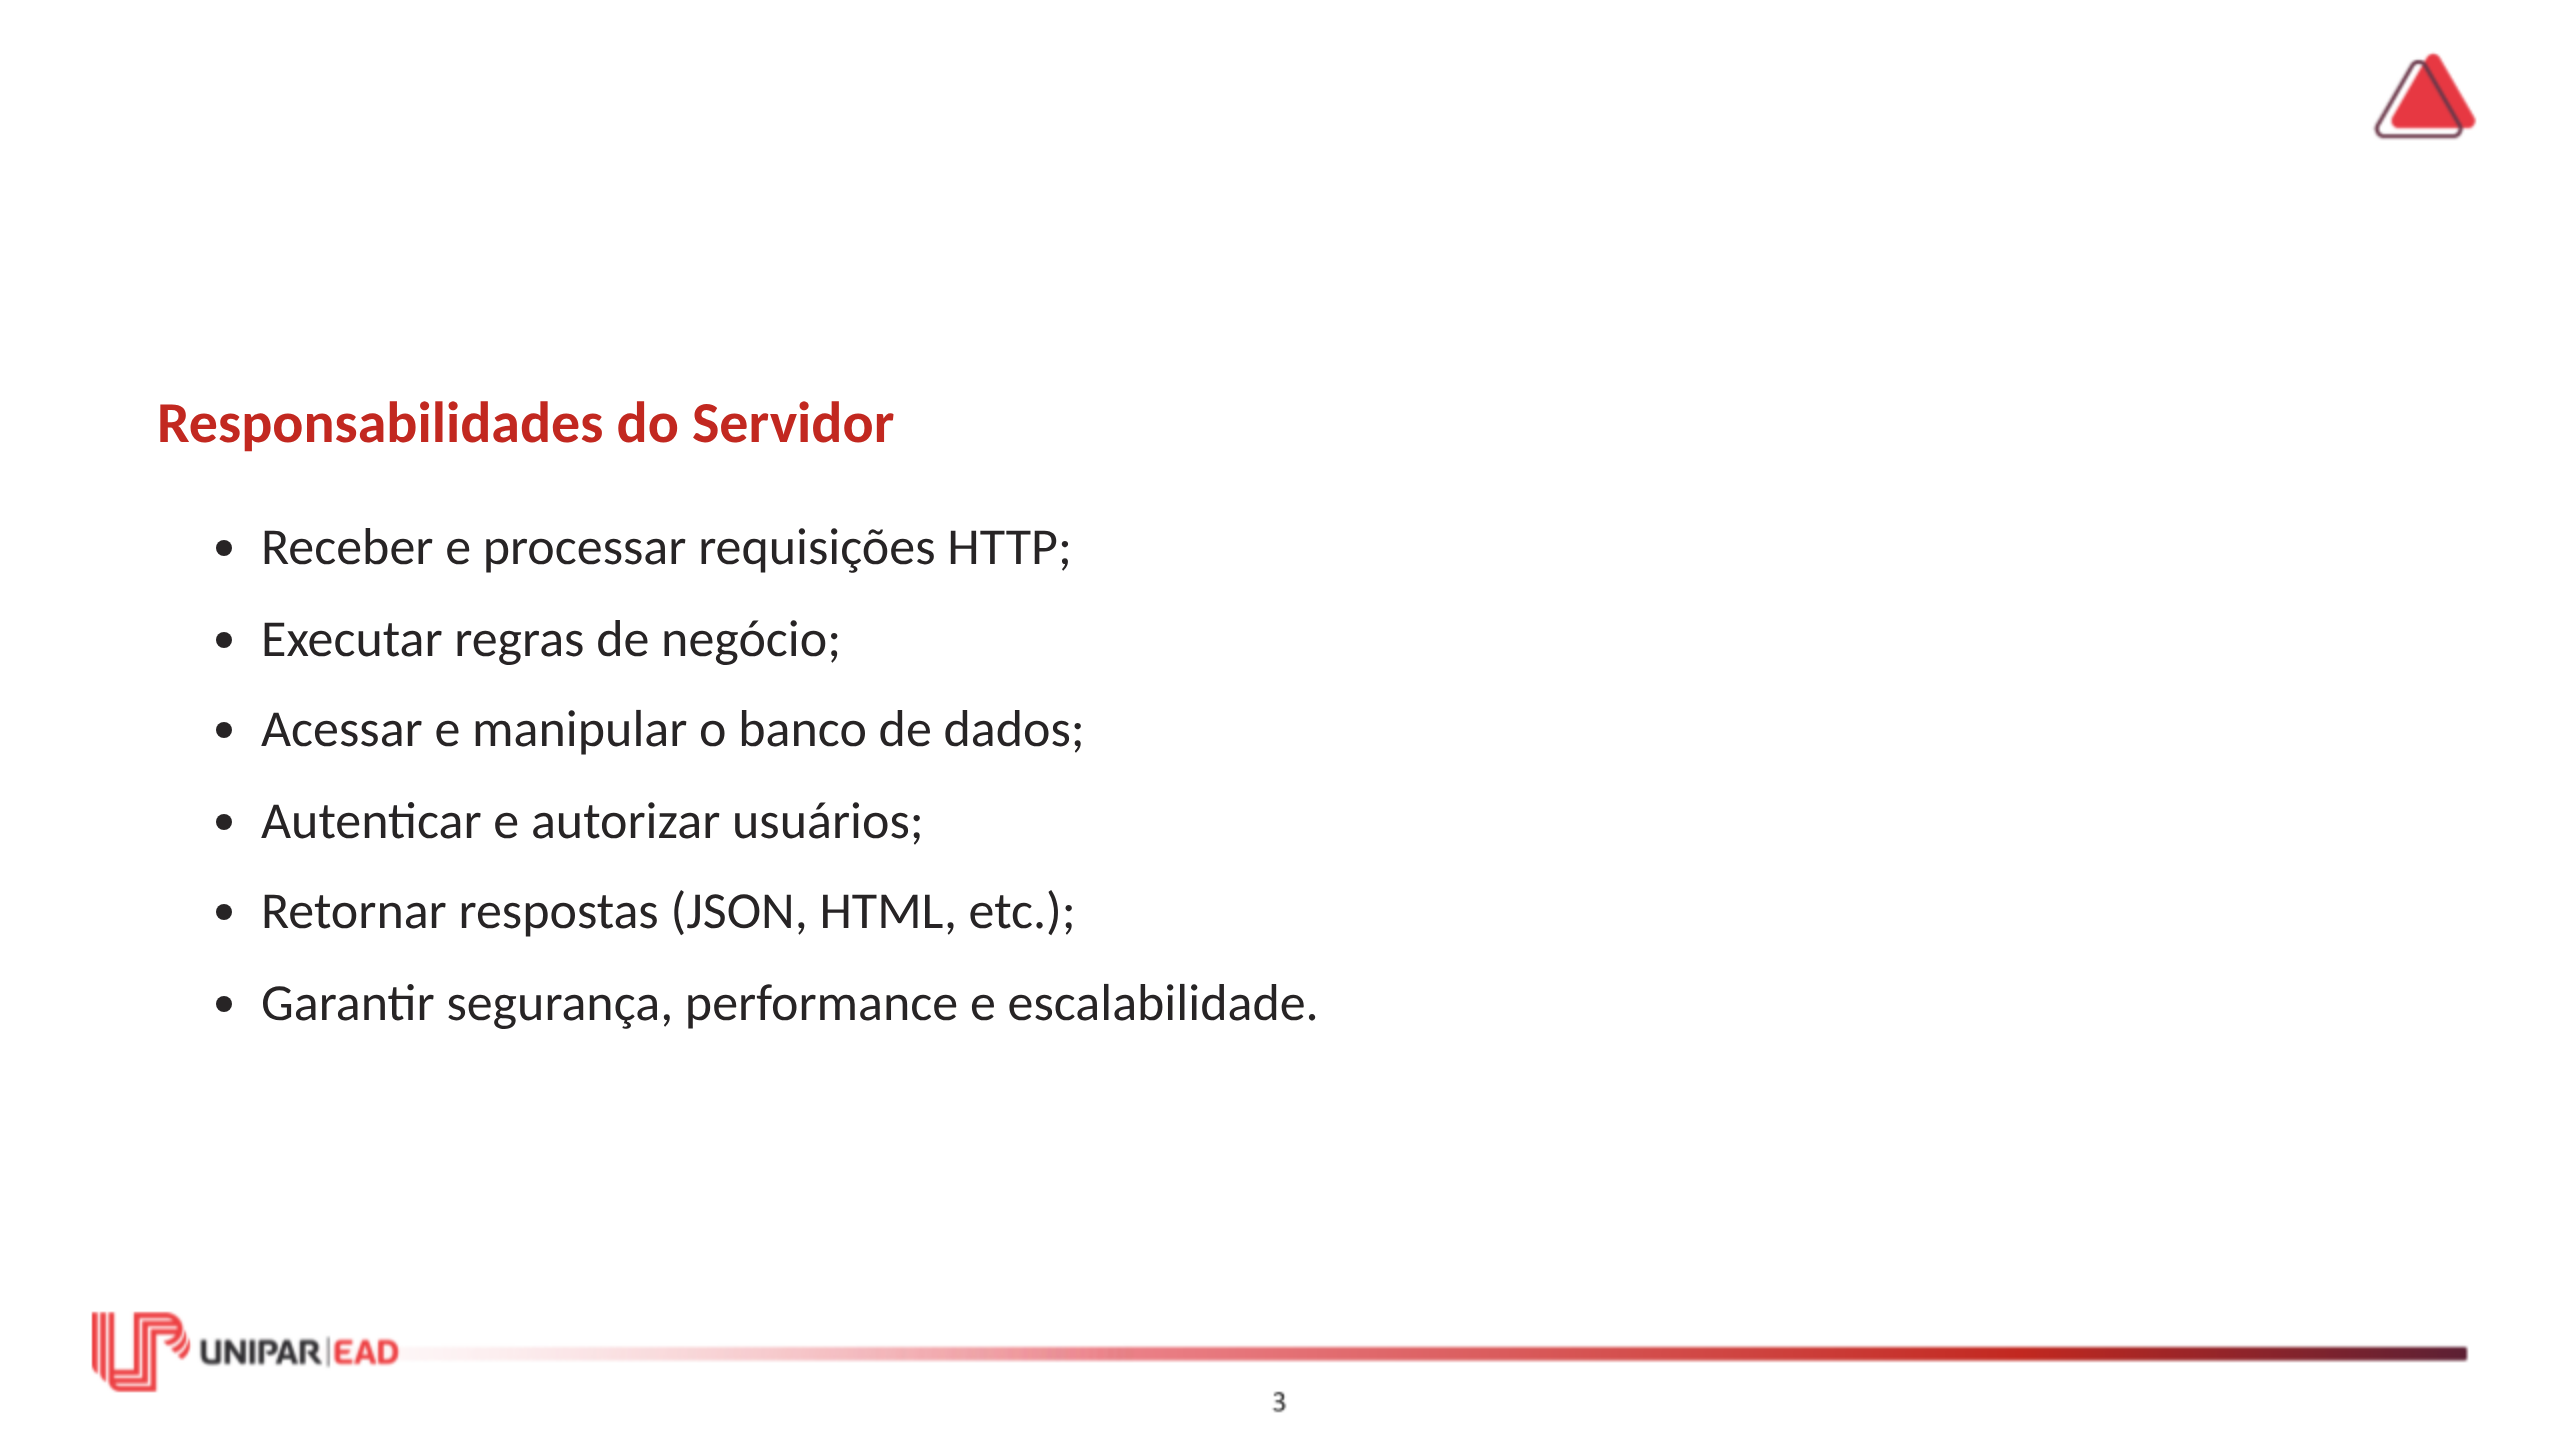 Responsabilidades do Servidor
• Receber e processar requisições HTTP;
• Executar regras de negócio;
• Acessar e manipular o banco de dados;
• Autenticar e autorizar usuários;
• Retornar respostas (JSON, HTML, etc.);
• Garantir segurança, performance e escalabilidade.
UNIPAR|EAD
3